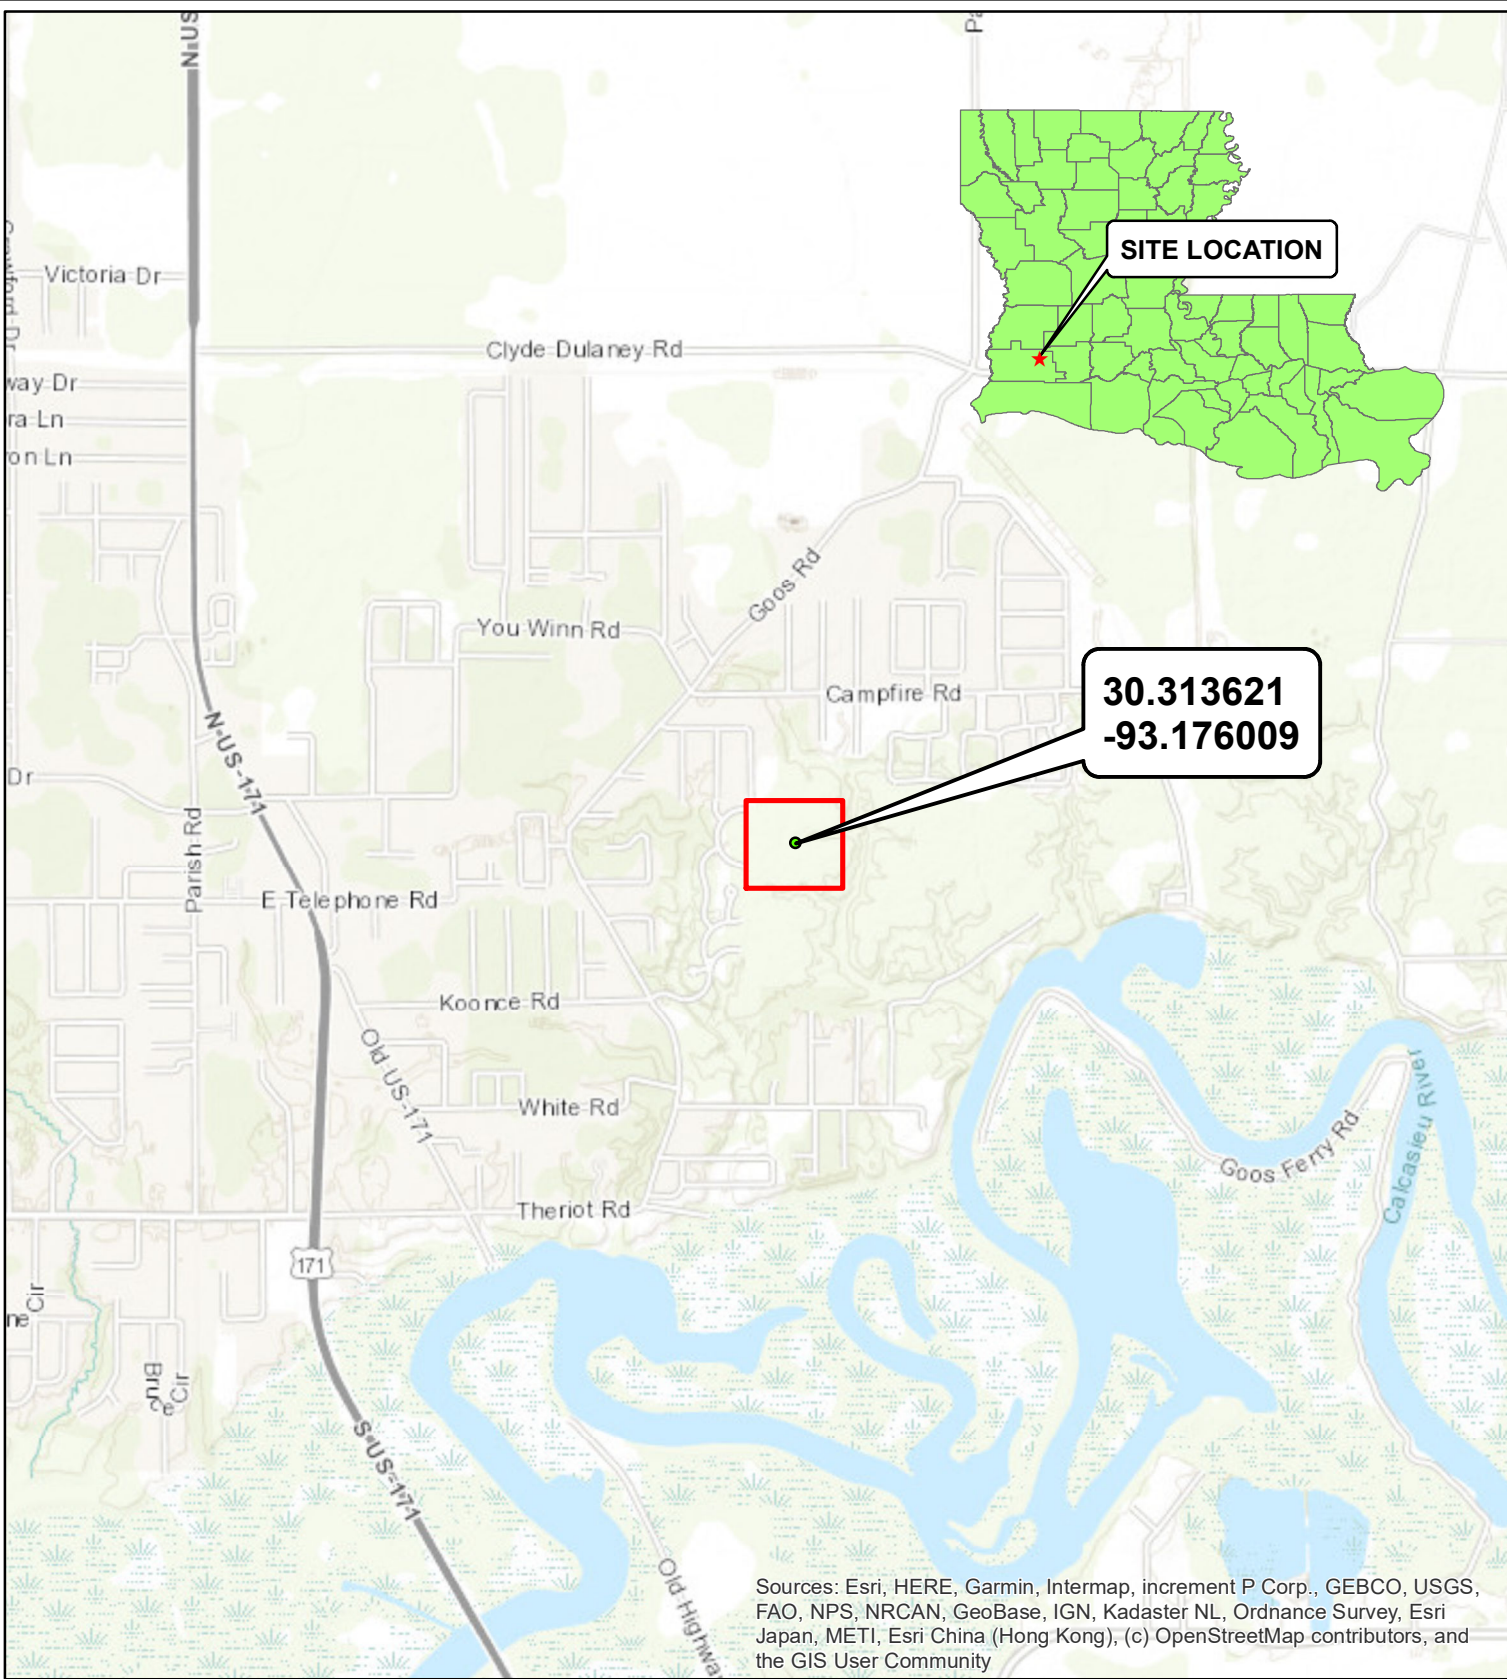 N-US
Pa
SITE LOCATION
Crawford Dr
Victoria Dr
Clyde Dulaney Rd
way Dr
ra Ln
on Ln
Goos Rd
You Winn Rd
Campfire Rd
30.313621
-93.176009
N-US-171
Dr
Parish Rd
E Telephone Rd
Koonce Rd
Old US-171
White Rd
Goos Ferry Rd
Calcasieu River
Theriot Rd
171
Cir
ne
Bruce Cir
S-US-171
Old Highwa
Sources: Esri, HERE, Garmin, Intermap, increment P Corp., GEBCO, USGS,
FAO, NPS, NRCAN, GeoBase, IGN, Kadaster NL, Ordnance Survey, Esri
Japan, METI, Esri China (Hong Kong), (c) OpenStreetMap contributors, and
the GIS User Community